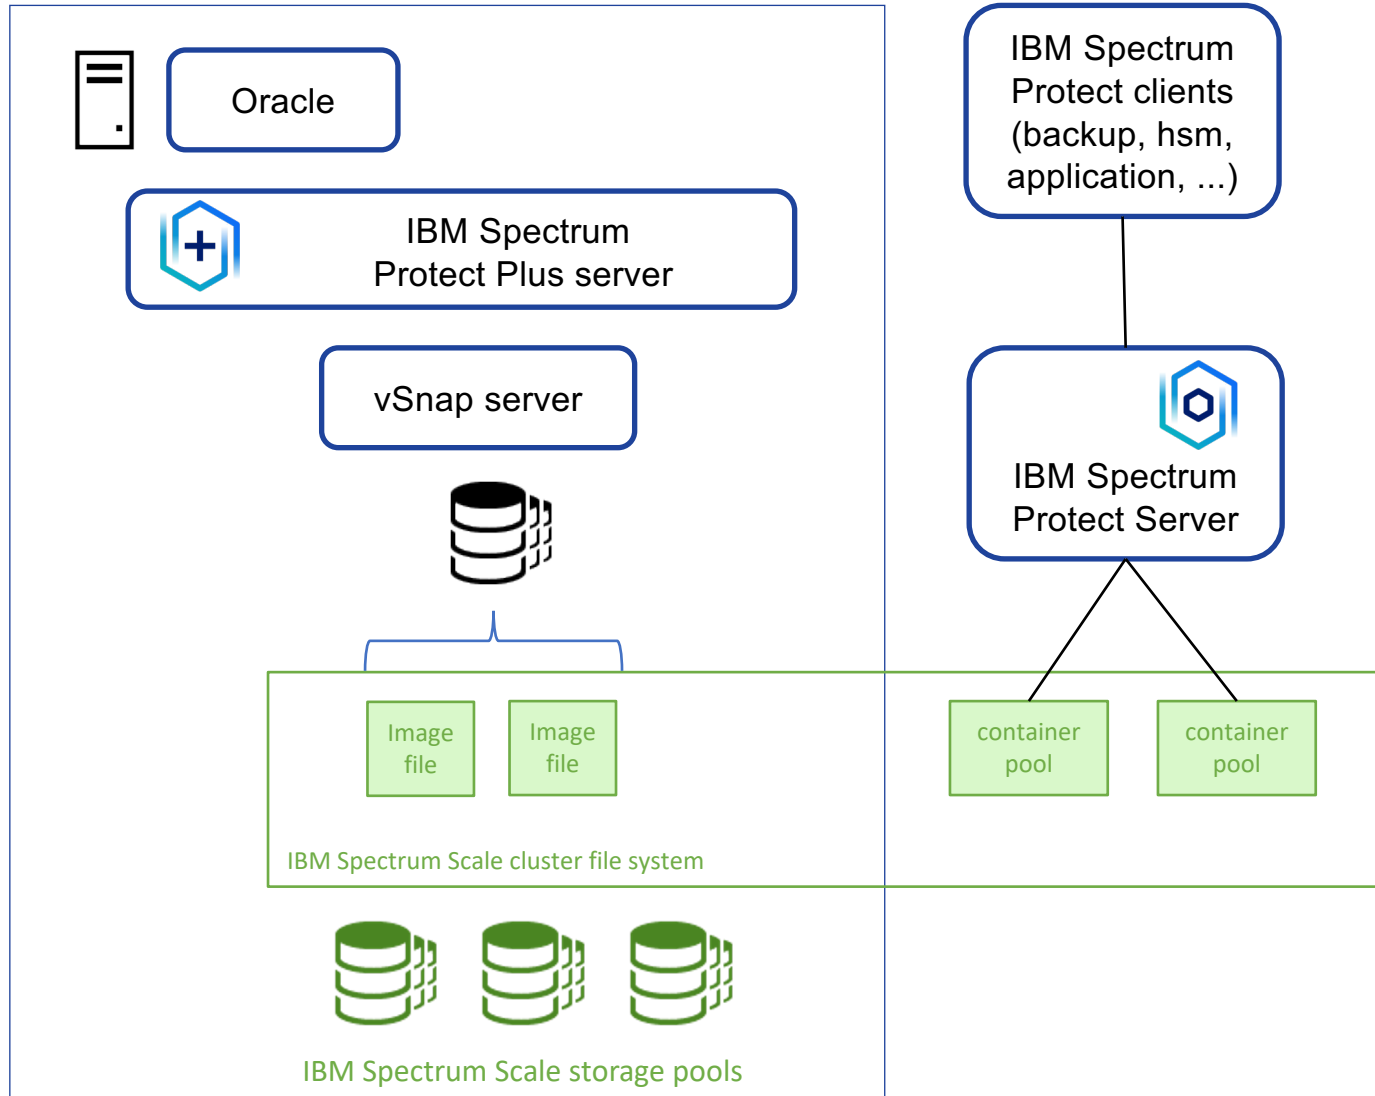 Oracle
IBM Spectrum
Protect Plus server
vSnap server
Image
file
Image
file
IBM Spectrum Scale cluster file system
IBM Spectrum Scale storage pools
IBM Spectrum
Protect clients
(backup, hsm,
application, ...)
IBM Spectrum
Protect Server
container
pool
container
pool